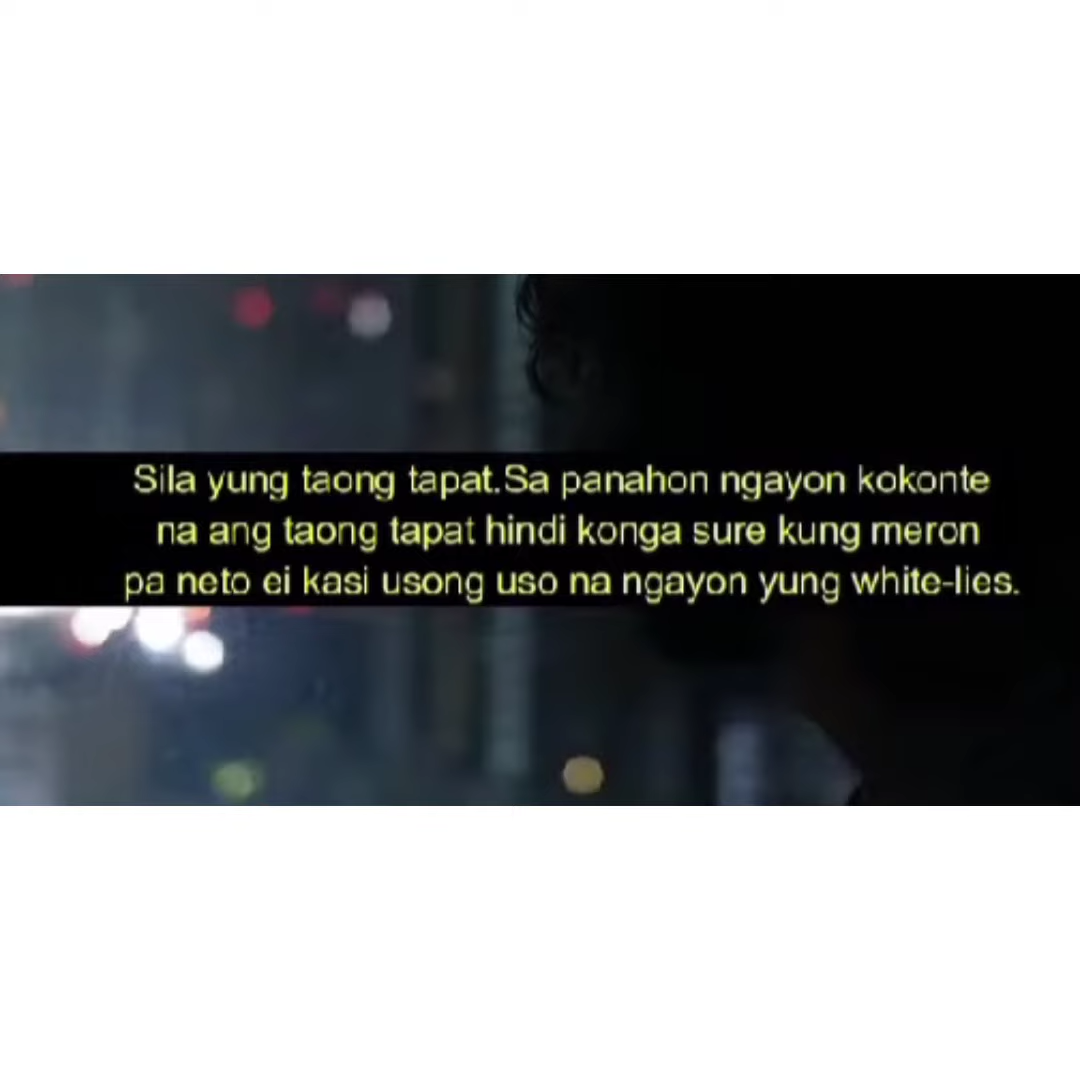 Sila yung taong tapat.Sa panahon ngayon kokonte
na ang taong tapat hindi konga sure kung meron
pa neto ei kasi usong uso na ngayon yung white-lies.